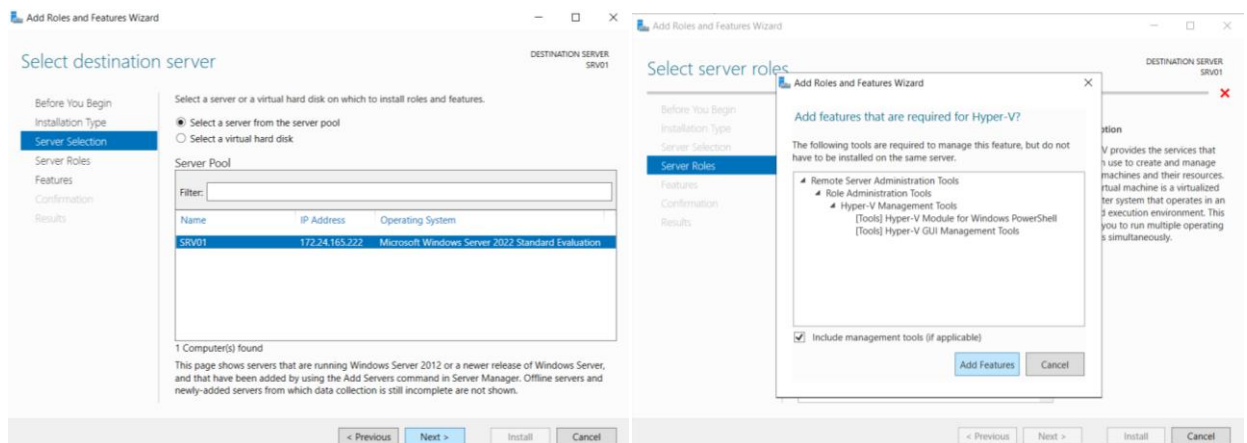 Add Roles and Features Wizard
Select destination server
DESTINATION SERVER
SRV01
Before You Begin
Installation Type
Server Selection
Server Roles
Features
Confirmation
Results
Select a server or a virtual hard disk on which to install roles and features.
Select a server from the server pool
Select a virtual hard disk
Server Pool
Filter:
Name IP Address Operating System
SRV01 172.24.165.222 Microsoft Windows Server 2022 Standard Evaluation
1 Computer(s) found
This page shows servers that are running Windows Server 2012 or a newer release of Windows Server,
and that have been added by using the Add Servers command in Server Manager. Offline servers and
newly-added servers from which data collection is still incomplete are not shown.
< Previous Next > Install Cancel
Add Roles and Features Wizard
Select server roles
DESTINATION SERVER
SRV01
Before You Begin
Installation Type
Server Selection
Server Roles
Features
Confirmation
Results
Add Roles and Features Wizard
Add features that are required for Hyper-V?
The following tools are required to manage this feature, but do not
have to be installed on the same server.
Remote Server Administration Tools
Role Administration Tools
Hyper-V Management Tools
[Tools] Hyper-V Module for Windows PowerShell
[Tools] Hyper-V GUI Management Tools
Include management tools (if applicable)
Add Features Cancel
V provides the services that
use to create and manage
machines and their resources.
machine is a virtualized
system that operates in an
execution environment. This
you to run multiple operating
simultaneously.
< Previous Next > Install Cancel